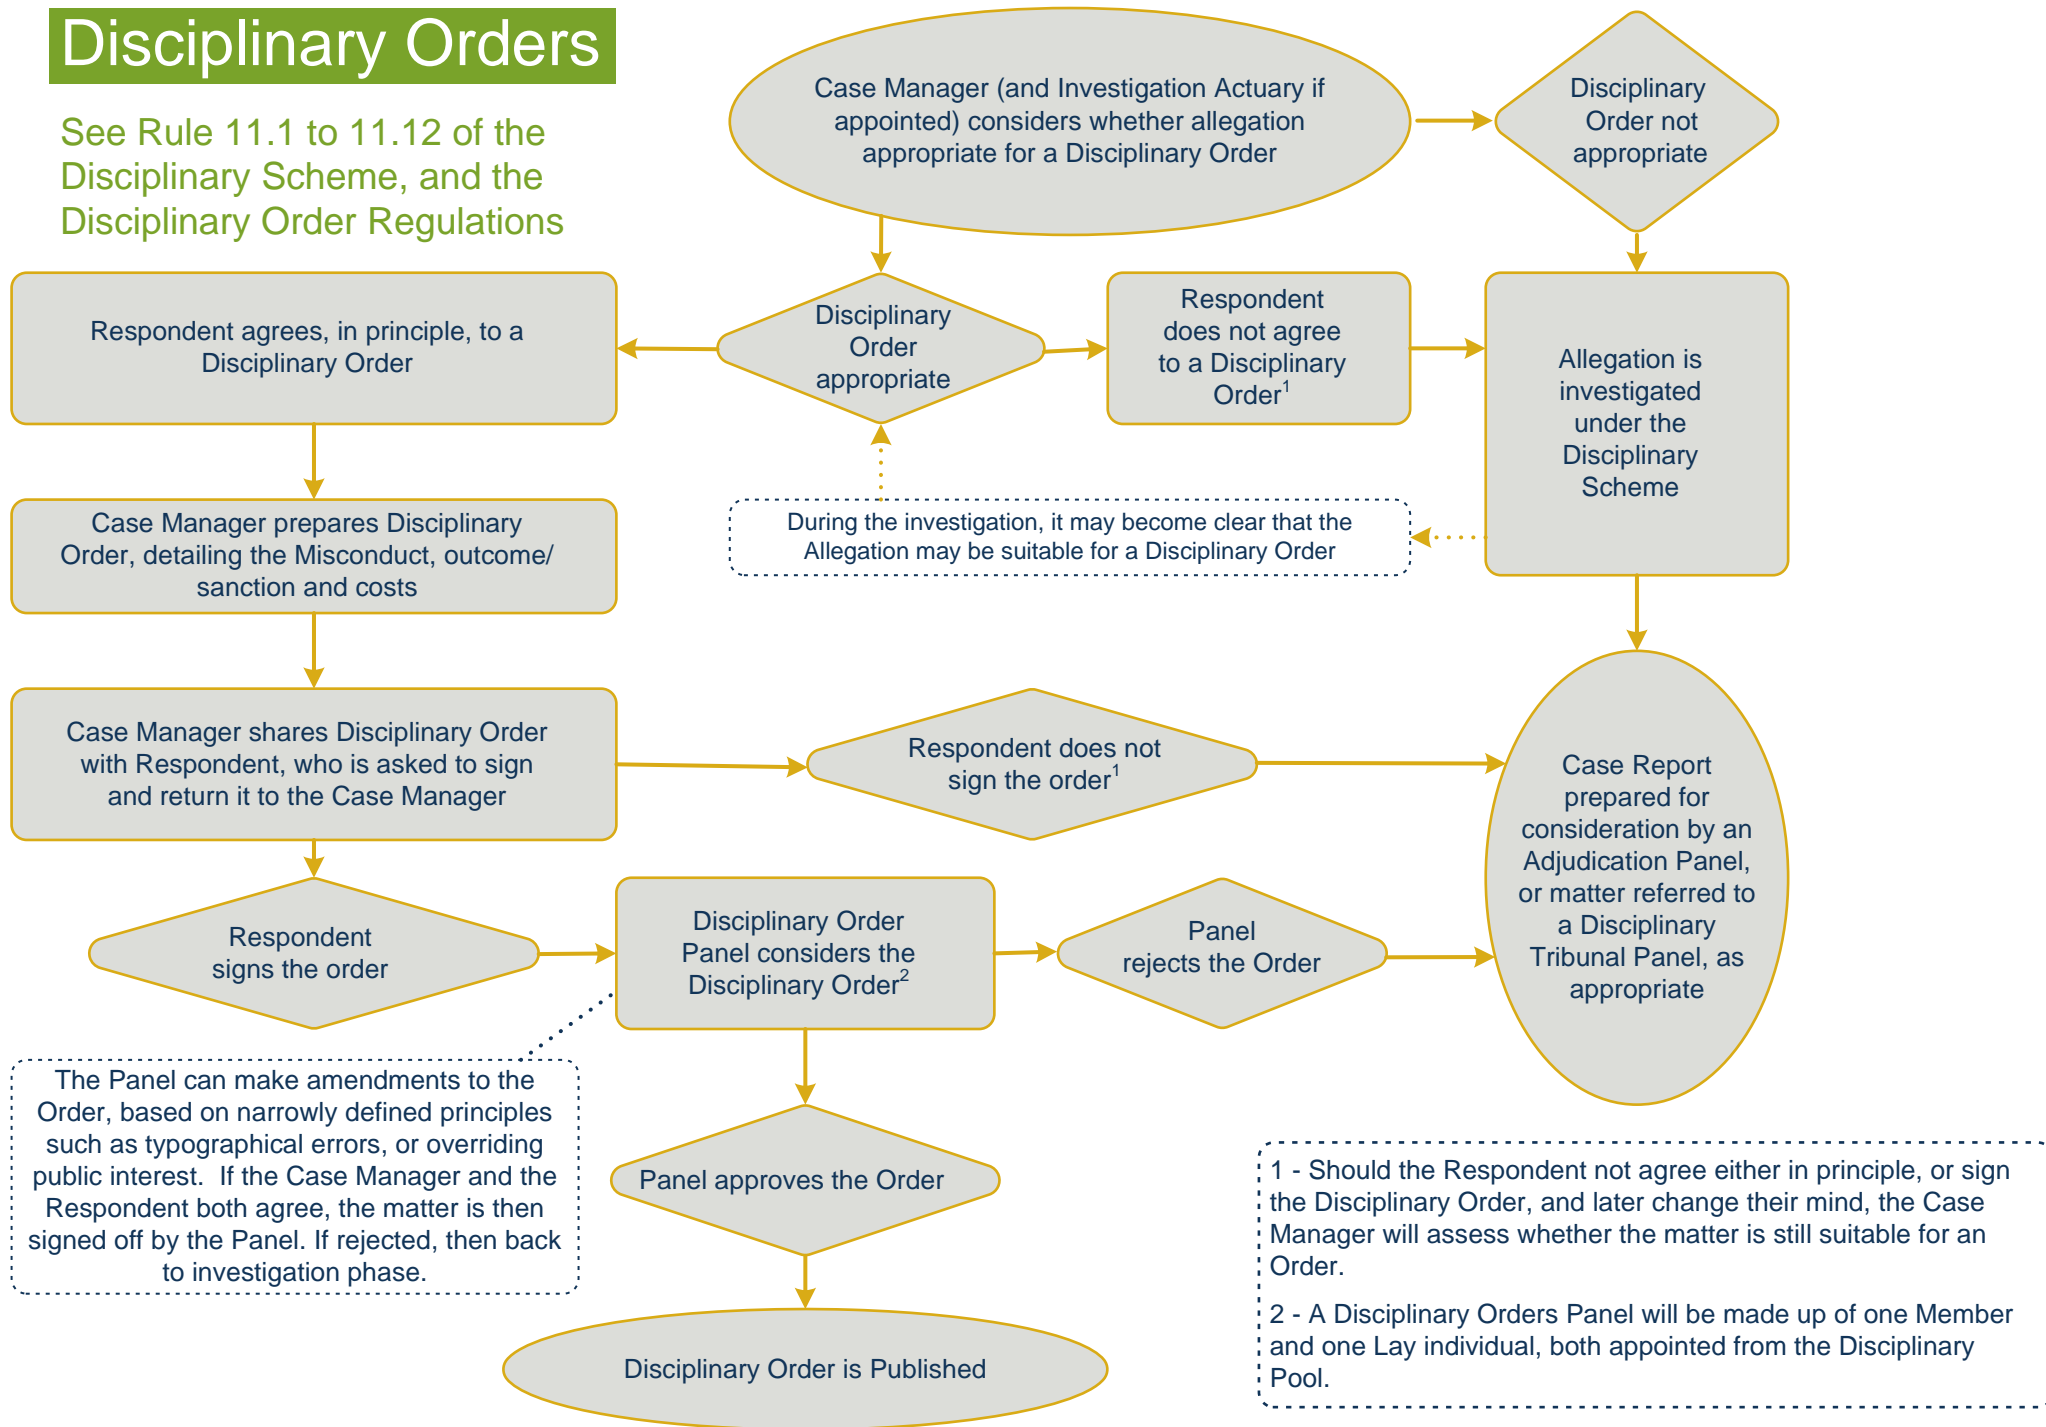 Disciplinary Orders
See Rule 11.1 to 11.12 of the
Disciplinary Scheme, and the
Disciplinary Order Regulations
Case Manager (and Investigation Actuary if
appointed) considers whether allegation
appropriate for a Disciplinary Order
Disciplinary
Order not
appropriate
Respondent agrees, in principle, to a
Disciplinary Order
Disciplinary
Order
appropriate
Respondent
does not agree
to a Disciplinary
Order1
Allegation is
investigated
under the
Disciplinary
Scheme
Case Manager prepares Disciplinary
Order, detailing the Misconduct, outcome/
sanction and costs
During the investigation, it may become clear that the
Allegation may be suitable for a Disciplinary Order
Case Manager shares Disciplinary Order
with Respondent, who is asked to sign
and return it to the Case Manager
Respondent does not
sign the order1
Case Report
prepared for
consideration by an
Adjudication Panel,
or matter referred to
a Disciplinary
Tribunal Panel, as
appropriate
Respondent
signs the order
Disciplinary Order
Panel considers the
Disciplinary Order2
Panel
rejects the Order
The Panel can make amendments to the
Order, based on narrowly defined principles
such as typographical errors, or overriding
public interest.  If the Case Manager and the
Respondent both agree, the matter is then
signed off by the Panel. If rejected, then back
to investigation phase.
Panel approves the Order
Disciplinary Order is Published
1 - Should the Respondent not agree either in principle, or sign
the Disciplinary Order, and later change their mind, the Case
Manager will assess whether the matter is still suitable for an
Order.
2 - A Disciplinary Orders Panel will be made up of one Member
and one Lay individual, both appointed from the Disciplinary
Pool.